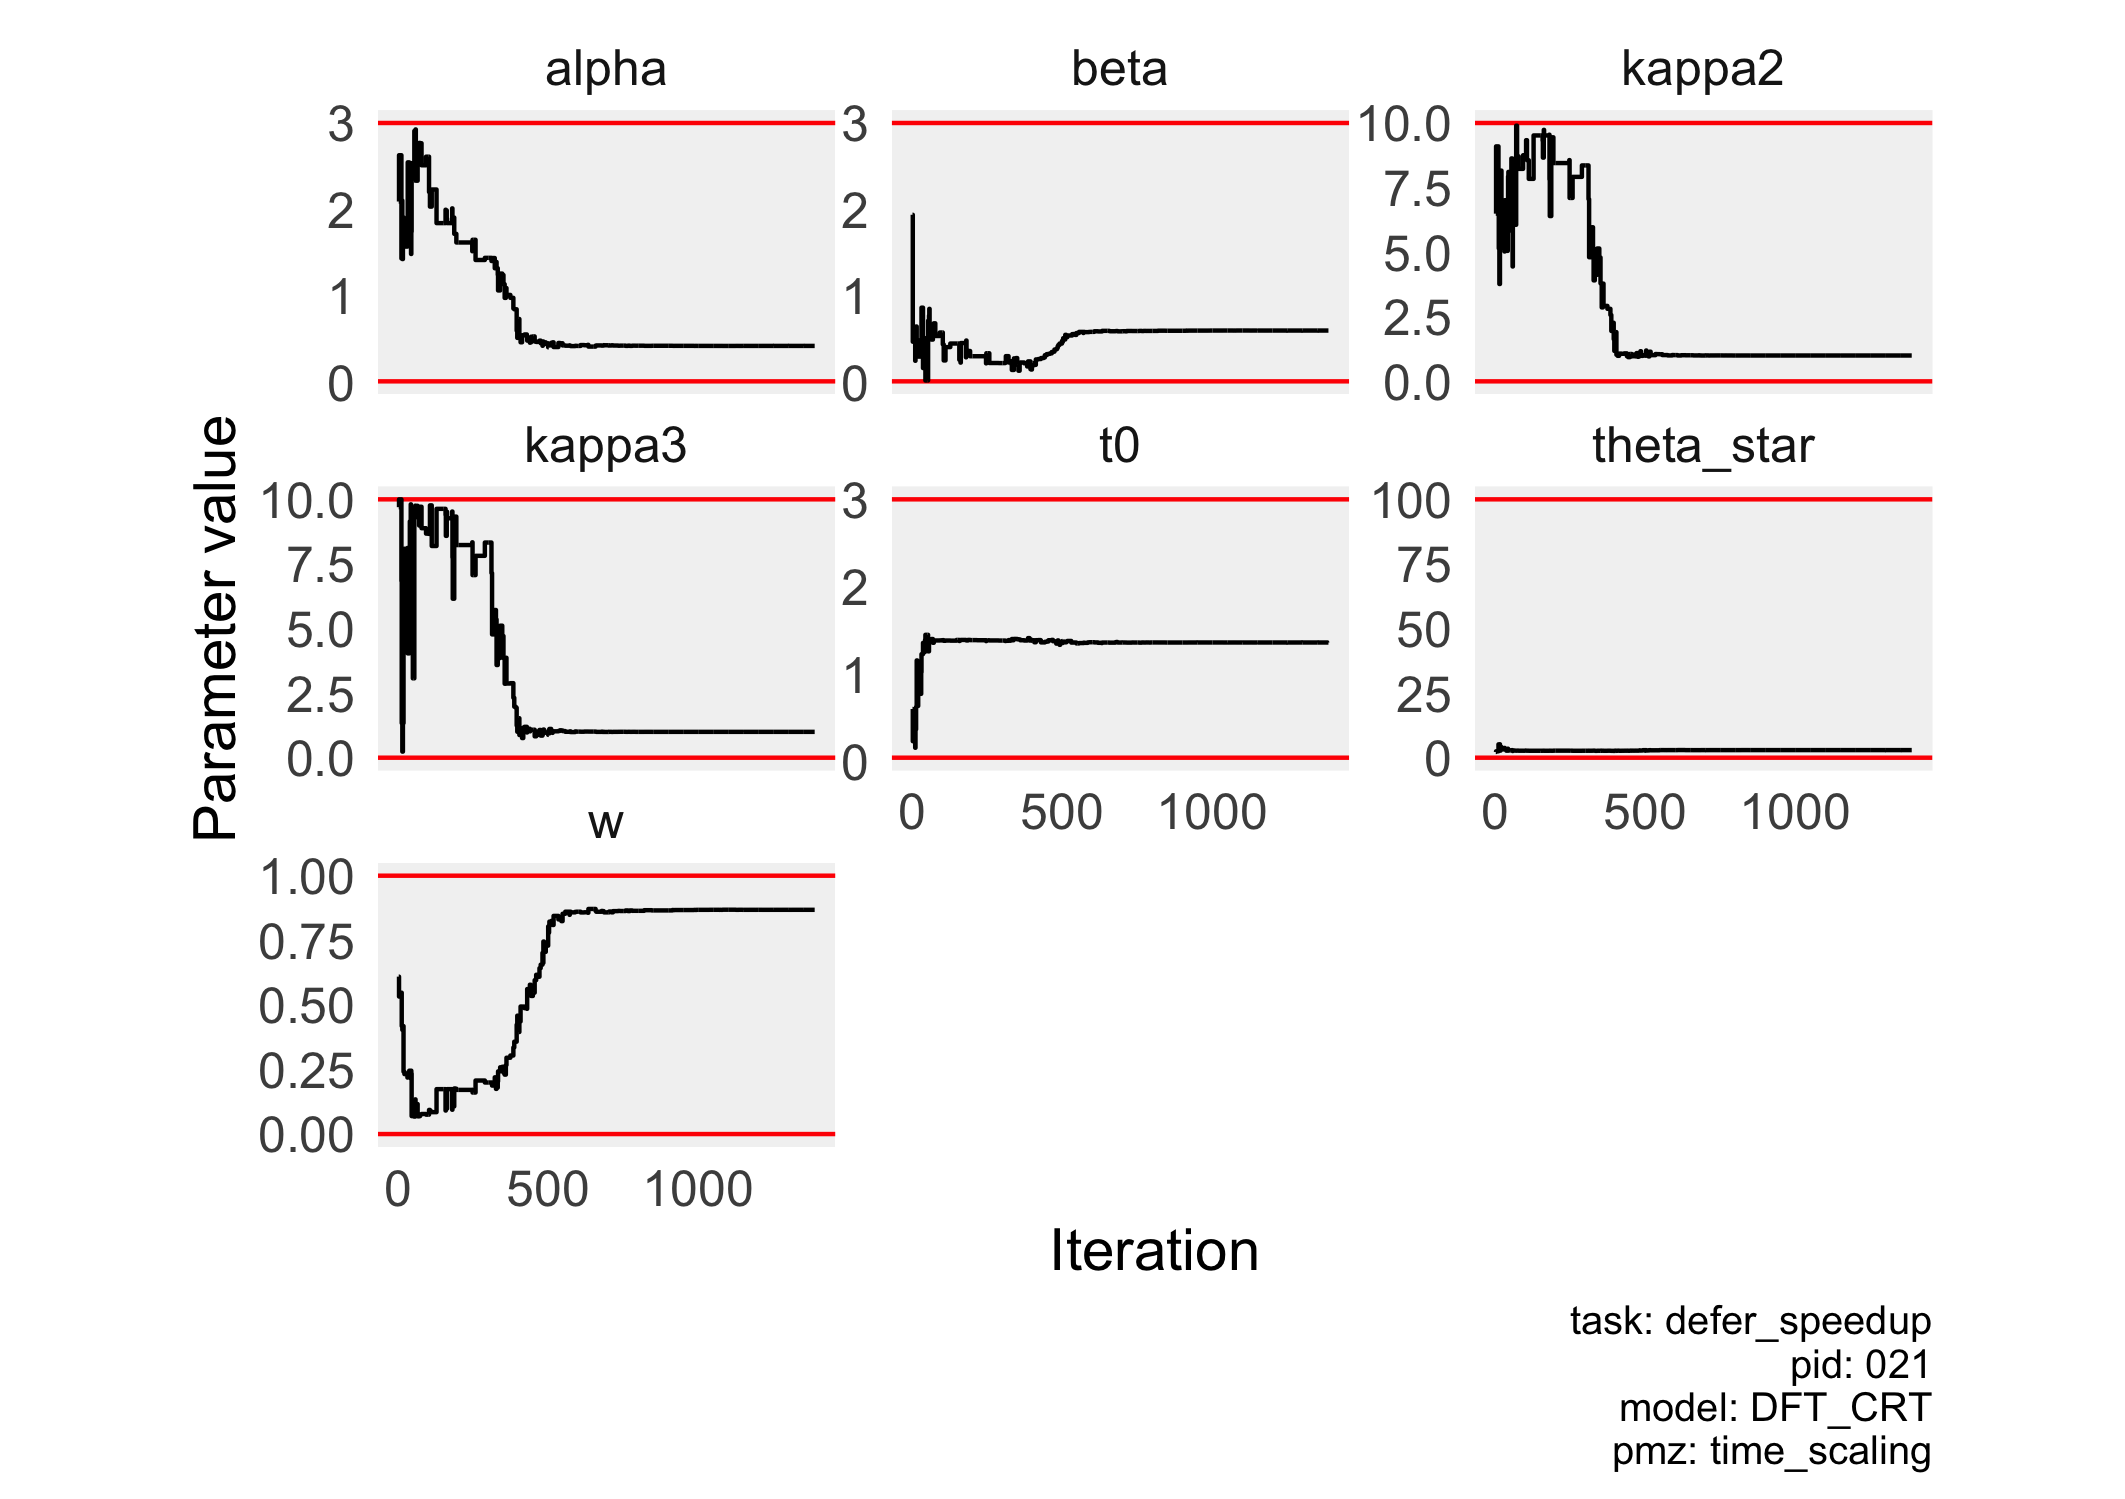 alpha
beta
kappa2
3
2
1
0
3
2
1
0
10.0
7.5
5.0
2.5
0.0
kappa3
t0
theta_star
10.0
7.5
5.0
2.5
0.0
3
2
1
0
100
75
50
25
0
0 500 1000
0 500 1000
w
1.00
0.75
0.50
0.25
0.00
0 500 1000
Parameter value
Iteration
task: defer_speedup
pid: 021
model: DFT_CRT
pmz: time_scaling